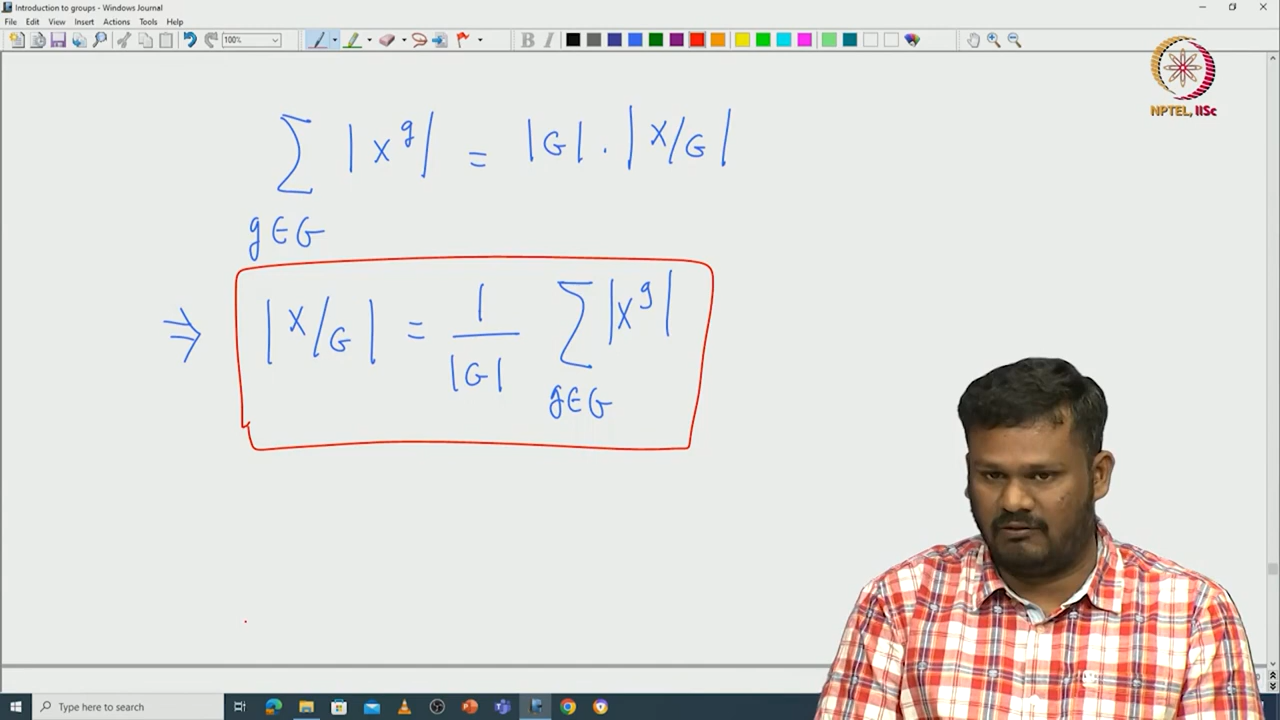 Introduction to groups - Windows Journal
File Edit View Insert Actions Tools Help
100%
B I
NPTEL, IISc
∑ |X^g| = |G| · |X/G|
g∈G
⇒ |X/G| = 1/|G| ∑ |X^g|
g∈G
Type here to search